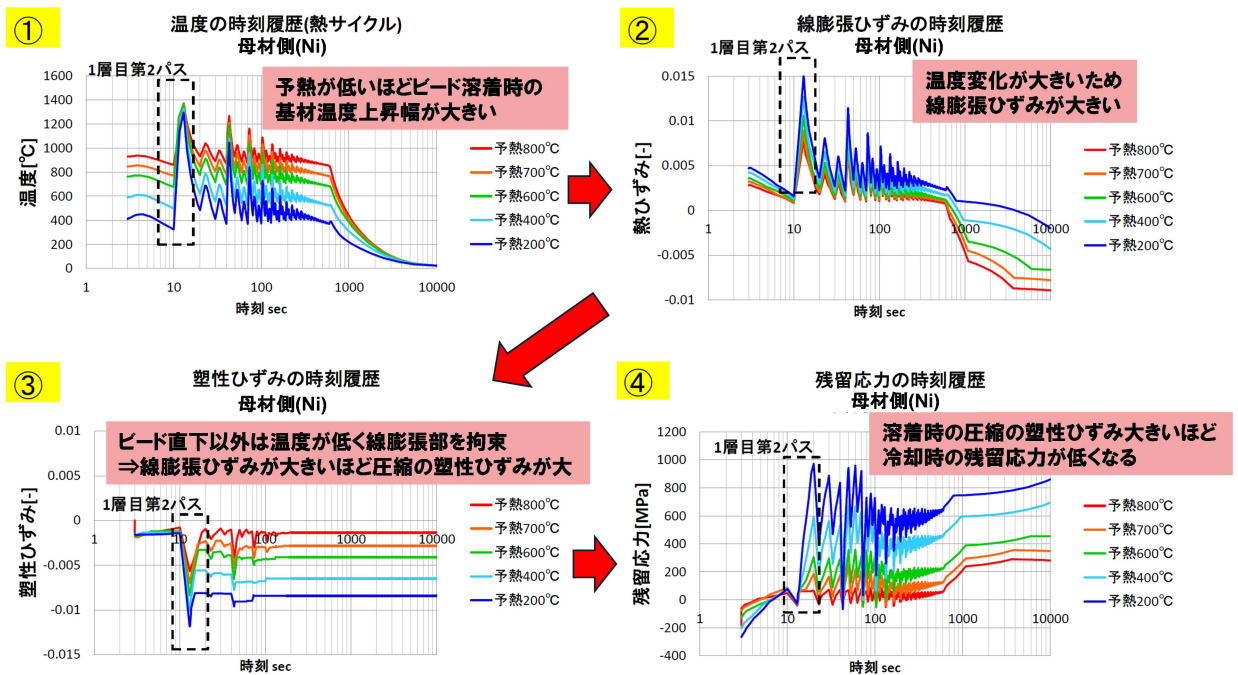 ①
温度の時刻履歴(熱サイクル)
母材側(Ni)
1層目第2パス
予熱が低いほどビード溶着時の
基材温度上昇幅が大きい
温度[℃]
1600
1400
1200
1000
800
600
400
200
0
1
10
100
1000
10000
時刻 sec
予熱800℃
予熱700℃
予熱600℃
予熱400℃
予熱200℃
②
線膨張ひずみの時刻履歴
母材側(Ni)
1層目第2パス
温度変化が大きいため
線膨張ひずみが大きい
熱ひずみ[-]
0.015
0.01
0.005
0
-0.005
-0.01
1
10
100
1000
10000
時刻 sec
予熱800℃
予熱700℃
予熱600℃
予熱400℃
予熱200℃
③
塑性ひずみの時刻履歴
母材側(Ni)
ビード直下以外は温度が低く線膨張部を拘束
⇒線膨張ひずみが大きいほど圧縮の塑性ひずみが大
1層目第2パス
塑性ひずみ[-]
0.01
0.005
0
-0.005
-0.01
-0.015
1
10
100
1000
10000
時刻 sec
予熱800℃
予熱700℃
予熱600℃
予熱400℃
予熱200℃
④
残留応力の時刻履歴
母材側(Ni)
1層目第2パス
溶着時の圧縮の塑性ひずみ大きいほど
冷却時の残留応力が低くなる
残留応力[MPa]
1200
1000
800
600
400
200
0
-200
-400
1
10
100
1000
10000
時刻 sec
予熱800℃
予熱700℃
予熱600℃
予熱400℃
予熱200℃